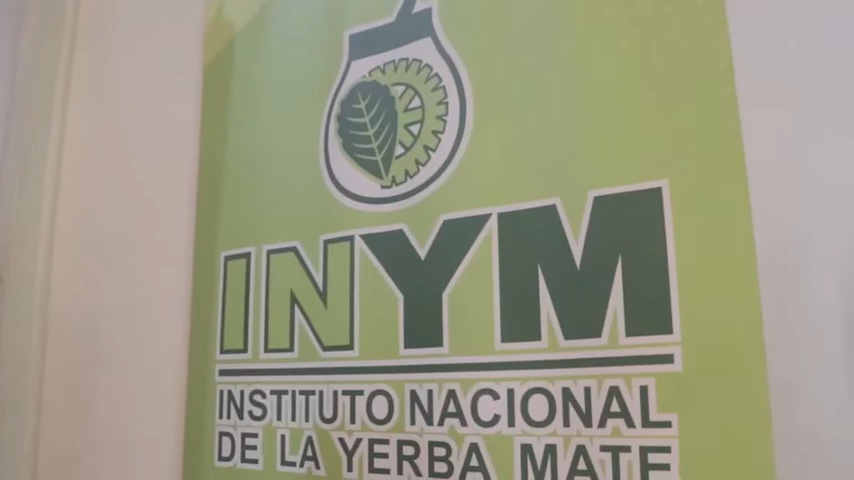 INYM
INSTITUTO NACIONAL
DE LA YERBA MATE